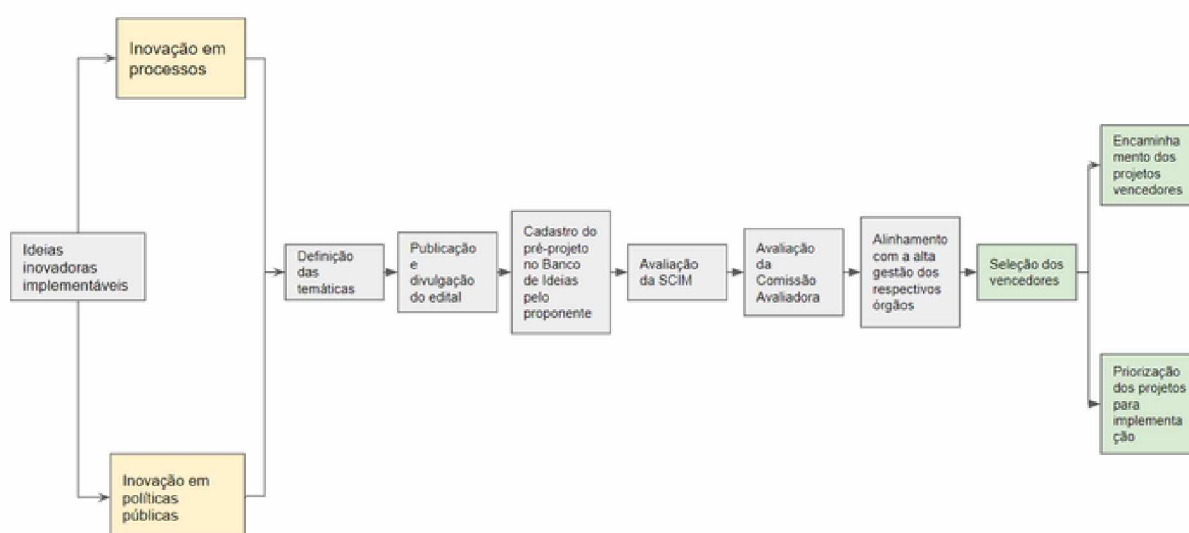 Inovação em
processos
Ideias
inovadoras
implementáveis
Inovação em
políticas
públicas
Definição
das
temáticas
Publicação
e
divulgação
do edital
Cadastro do
pré-projeto
no Banco
de Ideias
pelo
proponente
Avaliação
da SCIM
Avaliação
da
Comissão
Avaliadora
Alinhamento
com a alta
gestão dos
respectivos
órgãos
Seleção dos
vencedores
Encaminha
mento dos
projetos
vencedores
Priorização
dos projetos
para
implementa
ção